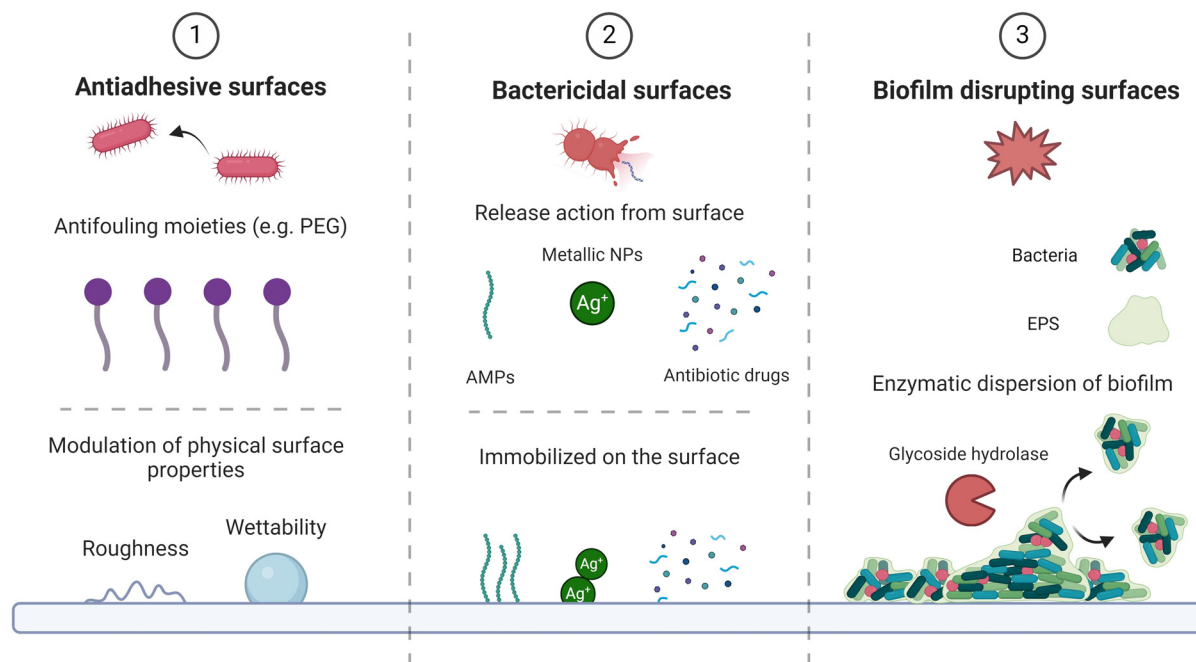 1
Antiadhesive surfaces
Antifouling moieties (e.g. PEG)
Modulation of physical surface
properties
Roughness
Wettability
2
Bactericidal surfaces
Release action from surface
Metallic NPs
Ag⁺
AMPs
Antibiotic drugs
Immobilized on the surface
Ag⁺
Ag⁺
3
Biofilm disrupting surfaces
Bacteria
EPS
Enzymatic dispersion of biofilm
Glycoside hydrolase